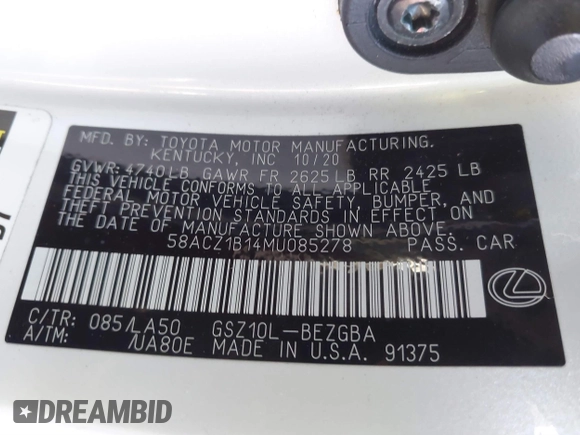 MFD. BY: TOYOTA MOTOR MANUFACTURING,
KENTUCKY, INC 10/20
GVWR: 4740LB GAWR FR 2625LB RR 2425 LB
THIS VEHICLE CONFORMS TO ALL APPLICABLE
FEDERAL MOTOR VEHICLE SAFETY, BUMPER, AND
THEFT PREVENTION STANDARDS IN EFFECT ON
THE DATE OF MANUFACTURE SHOWN ABOVE.
58ACZ1B14MU085278 PASS. CAR
C/TR: 085/LA50 GSZ10L-BEZGBA
A/TM: /UA80E MADE IN U.S.A. 91375
DREAMBID